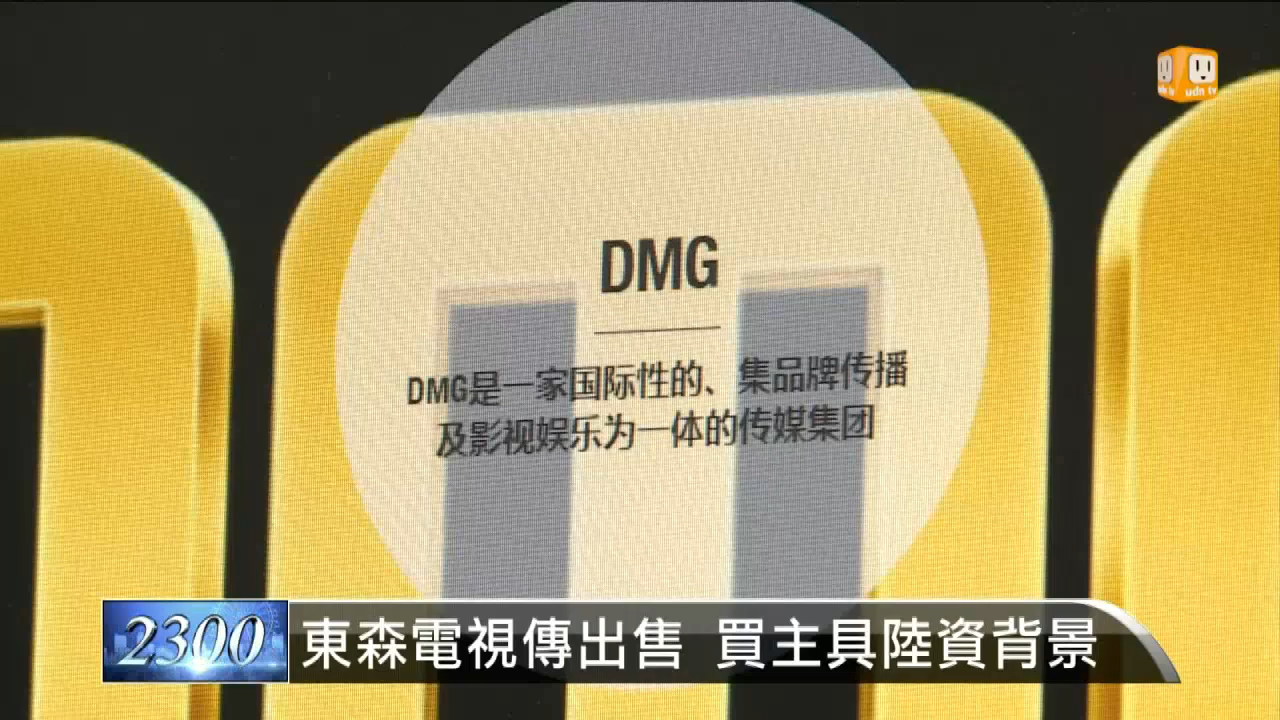 udn tv
DMG
DMG是一家国际性的、集品牌传播
及影视娱乐为一体的传媒集团
2300 東森電視傳出售 買主具陸資背景